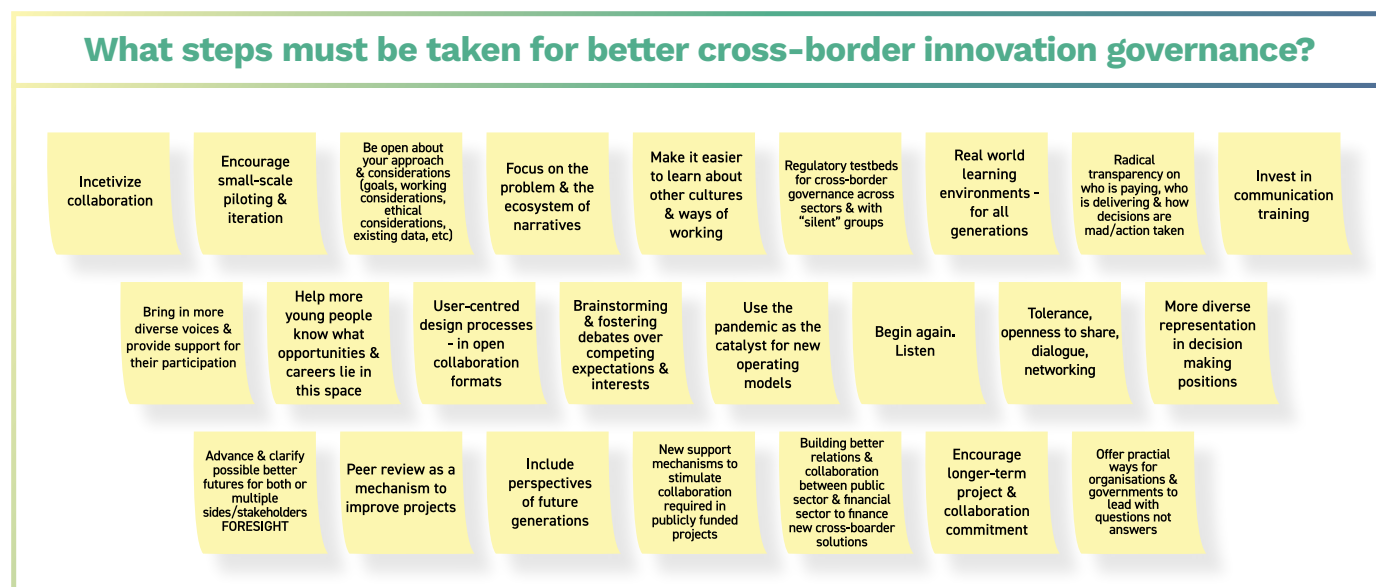 What steps must be taken for better cross-border innovation governance?
Incetivize
collaboration
Encourage
small-scale
piloting &
iteration
Be open about
your approach
& considerations
(goals, working
considerations,
ethical
considerations,
existing data, etc)
Focus on the
problem & the
ecosystem of
narratives
Make it easier
to learn about
other cultures
& ways of
working
Regulatory testbeds
for cross-border
governance across
sectors & with
“silent” groups
Real world
learning
environments -
for all
generations
Radical
transparency on
who is paying, who
is delivering & how
decisions are
mad/action taken
Invest in
communication
training
Bring in more
diverse voices &
provide support for
their participation
Help more
young people
know what
opportunities &
careers lie in
this space
User-centred
design processes
- in open
collaboration
formats
Brainstorming
& fostering
debates over
competing
expectations &
interests
Use the
pandemic as the
catalyst for new
operating
models
Begin again.
Listen
Tolerance,
openness to share,
dialogue,
networking
More diverse
representation
in decision
making
positions
Advance & clarify
possible better
futures for both or
multiple
sides/stakeholders
FORESIGHT
Peer review as a
mechanism to
improve projects
Include
perspectives
of future
generations
New support
mechanisms to
stimulate
collaboration
required in
publicly funded
projects
Building better
relations &
collaboration
between public
sector & financial
sector to finance
new cross-boarder
solutions
Encourage
longer-term
project &
collaboration
commitment
Offer practial
ways for
organisations &
governments to
lead with
questions not
answers